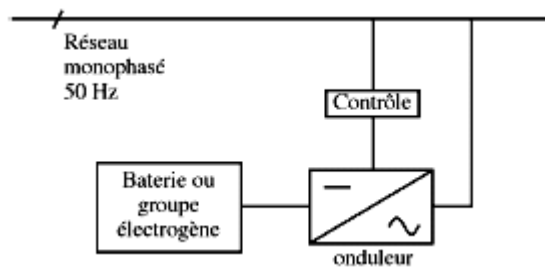 Réseau
monophasé
50 Hz
Contrôle
Baterie ou
groupe
électrogène
onduleur